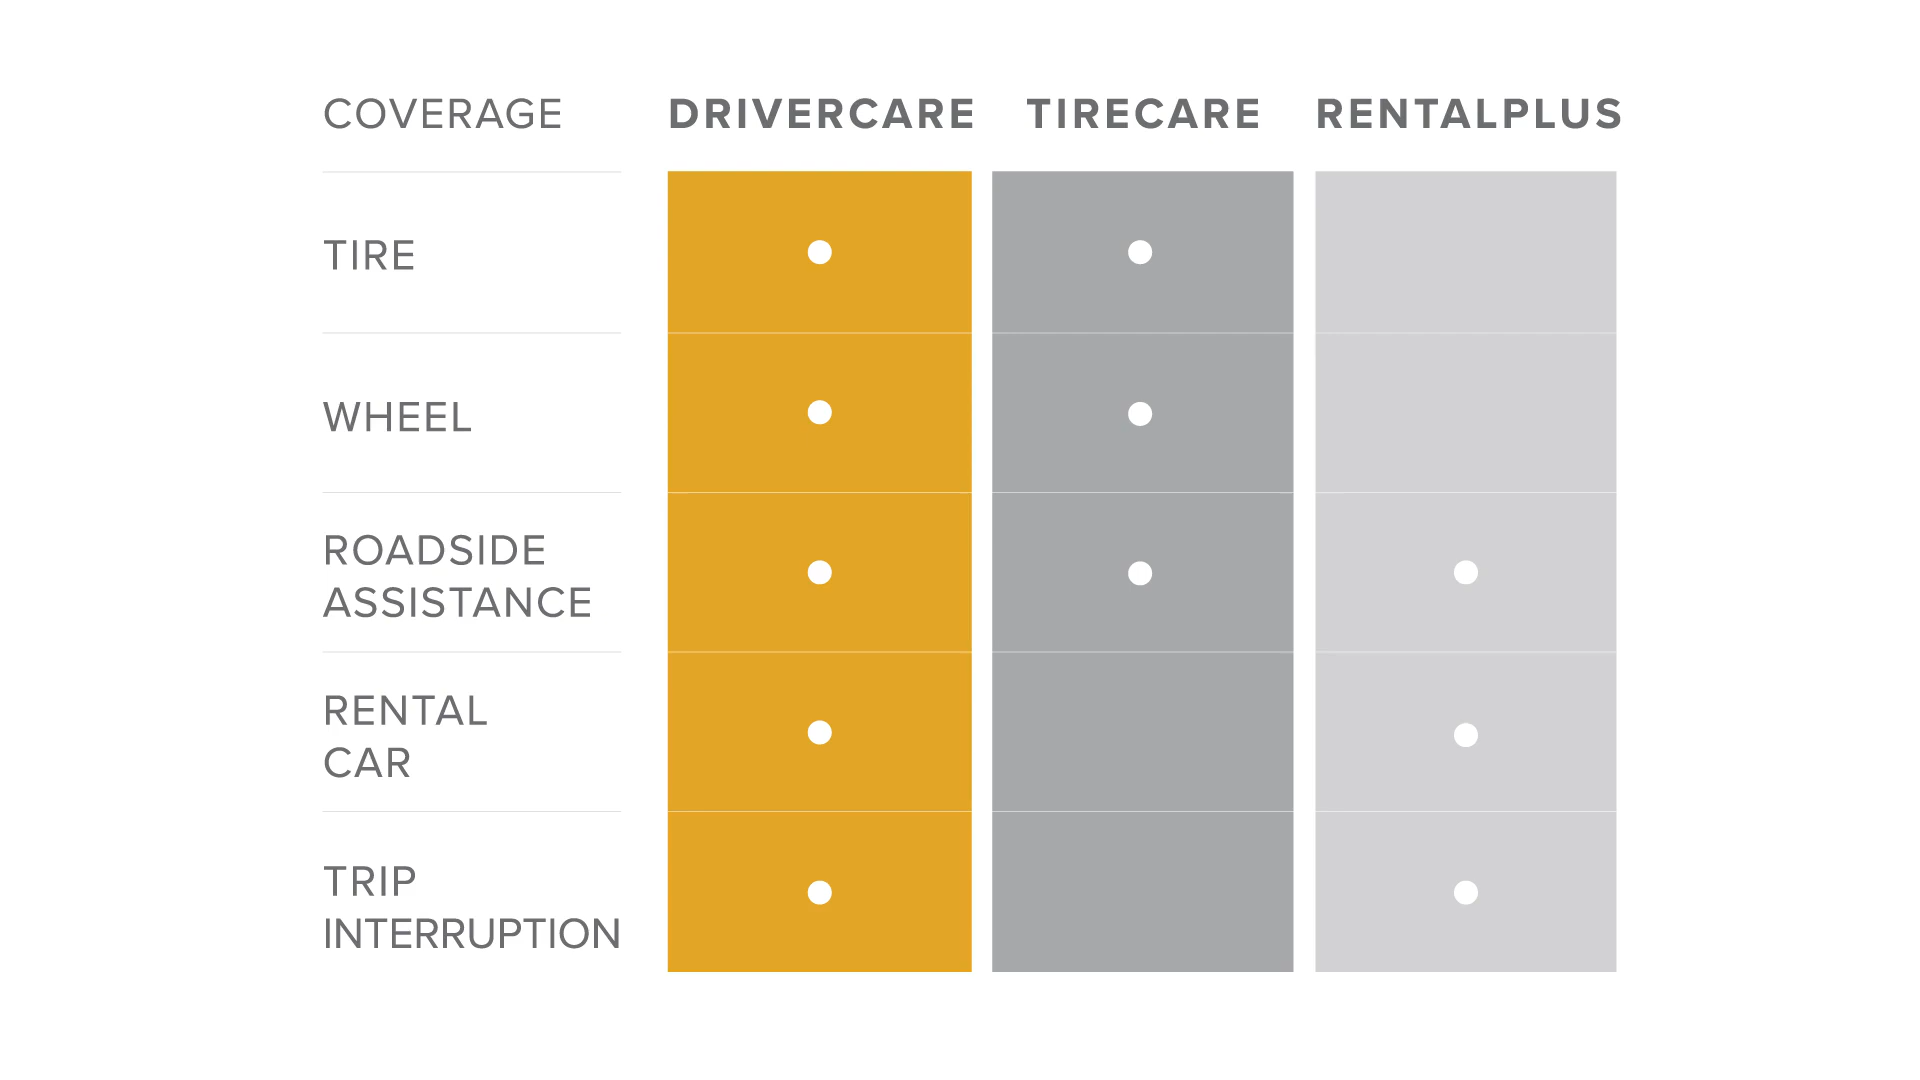 COVERAGE DRIVERCARE TIRECARE RENTALPLUS
TIRE
WHEEL
ROADSIDE
ASSISTANCE
RENTAL
CAR
TRIP
INTERRUPTION